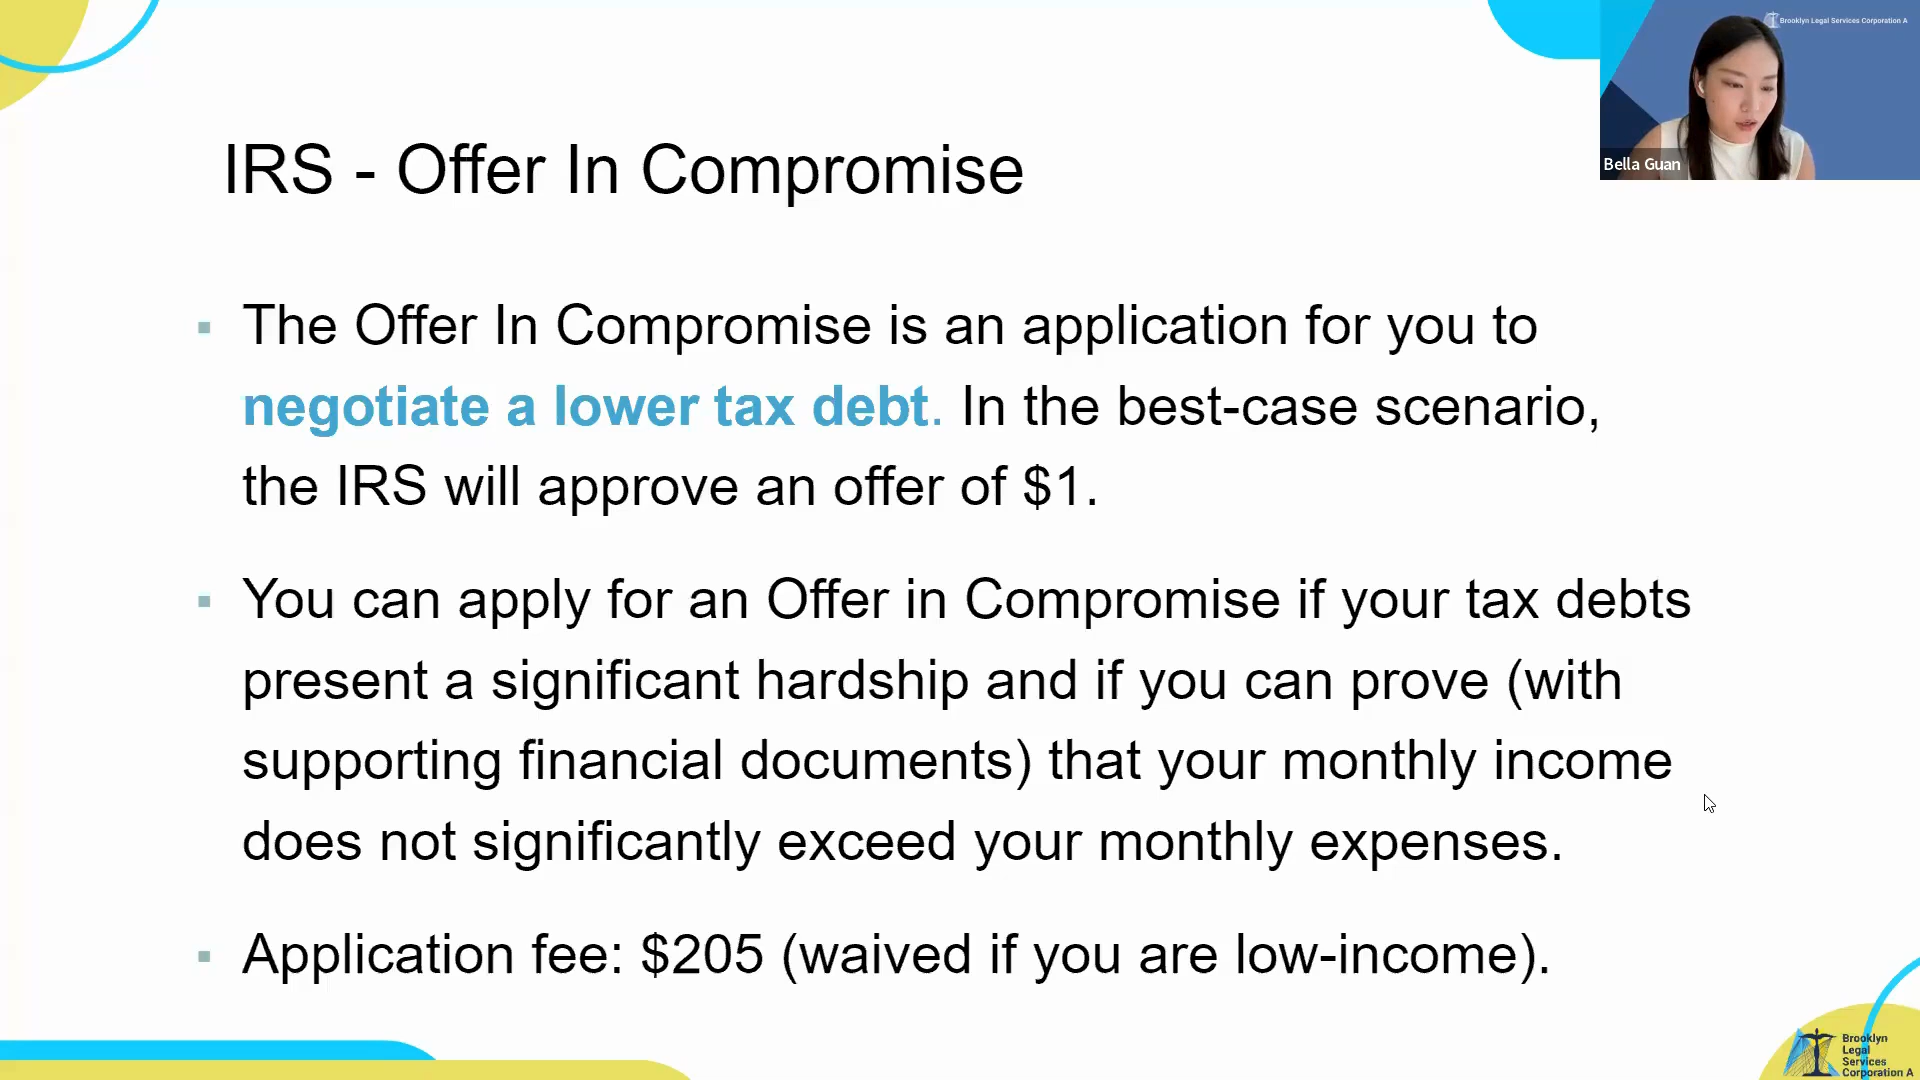 Brooklyn Legal Services Corporation A
Bella Guan
IRS - Offer In Compromise
▪ The Offer In Compromise is an application for you to
negotiate a lower tax debt. In the best-case scenario,
the IRS will approve an offer of $1.
▪ You can apply for an Offer in Compromise if your tax debts
present a significant hardship and if you can prove (with
supporting financial documents) that your monthly income
does not significantly exceed your monthly expenses.
▪ Application fee: $205 (waived if you are low-income).
Brooklyn
Legal
Services
Corporation A